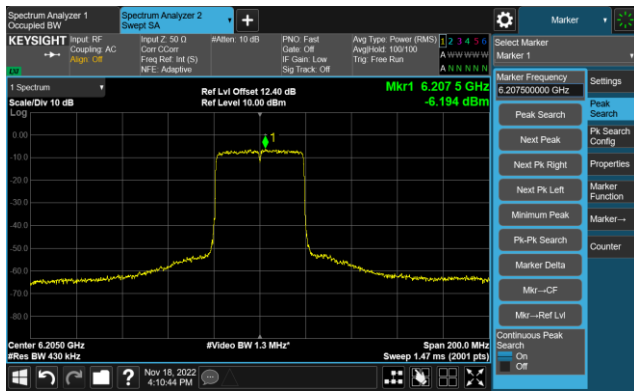 Spectrum Analyzer 1
Occupied BW
Spectrum Analyzer 2
Swept SA
+
Marker
KEYSIGHT
Input: RF
Coupling: AC
Align: Off
Input Z: 50 Ω
Corr CCorr
Freq Ref: Int (S)
NFE: Adaptive
#Atten: 10 dB
PNO: Fast
Gate: Off
IF Gain: Low
Sig Track: Off
Avg Type: Power (RMS)
Avg|Hold: 100/100
Trig: Free Run
1 2 3 4 5 6
A W W W W W
A N N N N N
Select Marker
Marker 1
LXI
1 Spectrum
Scale/Div 10 dB
Log
Ref Lvl Offset 12.40 dB
Ref Level 10.00 dBm
Mkr1 6.207 5 GHz
-6.194 dBm
1
0.00
-10.0
-20.0
-30.0
-40.0
-50.0
-60.0
-70.0
-80.0
Center 6.2050 GHz
#Res BW 430 kHz
#Video BW 1.3 MHz*
Span 200.0 MHz
Sweep 1.47 ms (2001 pts)
Marker Frequency
6.207500000 GHz
Peak Search
Next Peak
Next Pk Right
Next Pk Left
Minimum Peak
Pk-Pk Search
Marker Delta
Mkr→CF
Mkr→Ref Lvl
Continuous Peak
Search
On
Off
Settings
Peak
Search
Pk Search
Config
Properties
Marker
Function
Marker→
Counter
?
Nov 18, 2022
4:10:44 PM